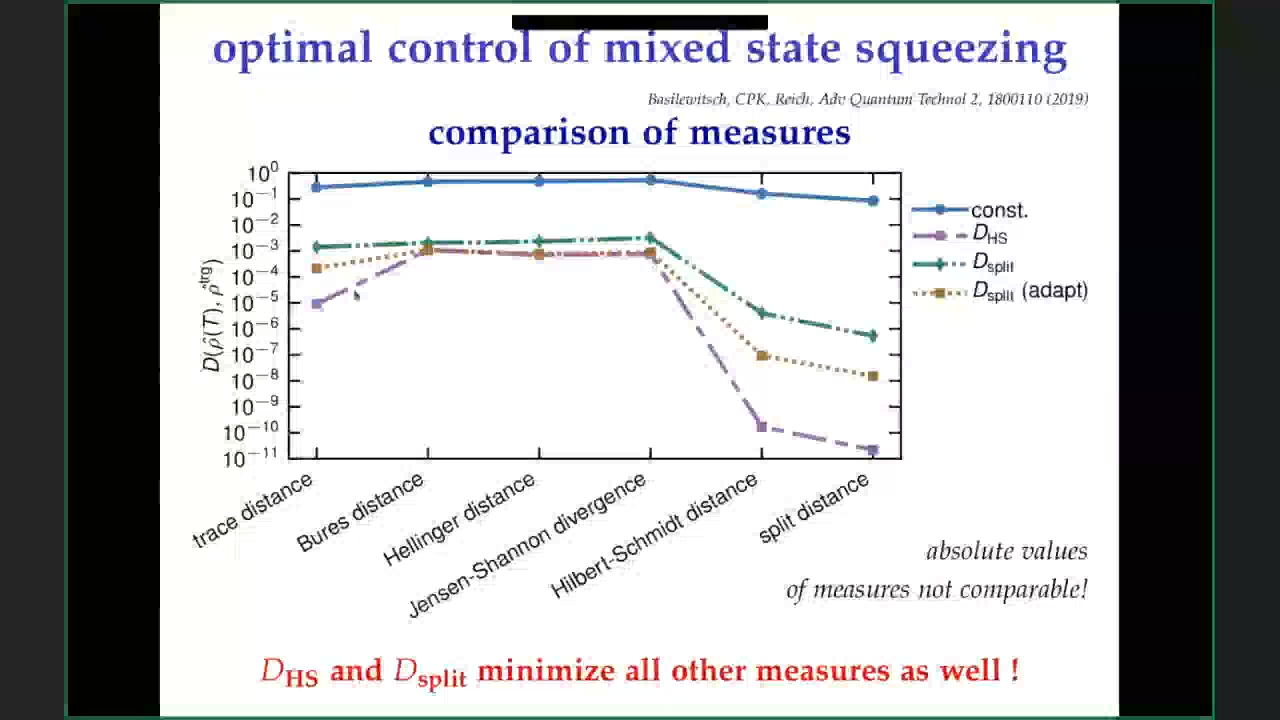 optimal control of mixed state squeezing
Basilewitsch, CPK, Reich, Adv Quantum Technol 2, 1800110 (2019)
comparison of measures
10⁰
10⁻¹
10⁻²
10⁻³
10⁻⁴
10⁻⁵
10⁻⁶
10⁻⁷
10⁻⁸
10⁻⁹
10⁻¹⁰
10⁻¹¹
D(ρ̂(T), ρ̂ᵗʳᵍ)
const.
D_HS
D_split
D_split (adapt)
trace distance
Bures distance
Hellinger distance
Jensen-Shannon divergence
Hilbert-Schmidt distance
split distance
absolute values
of measures not comparable!
D_HS and D_split minimize all other measures as well !